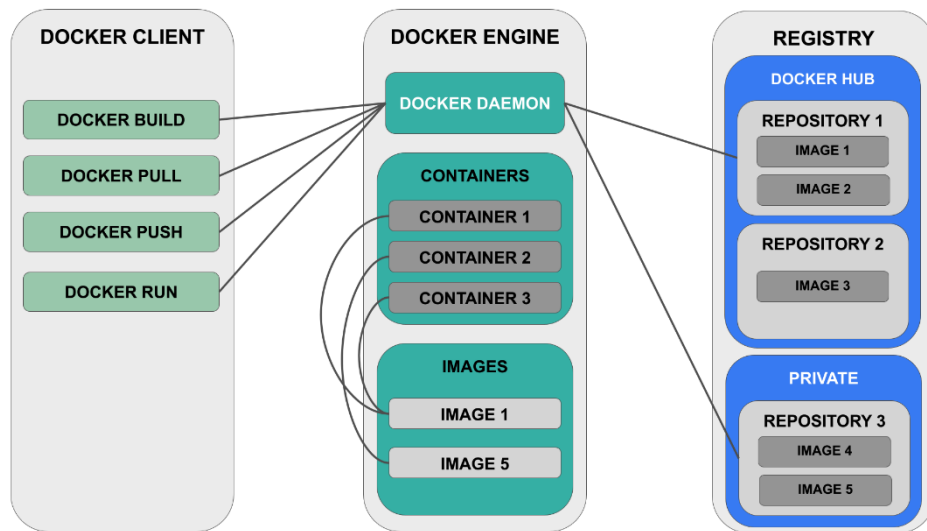 DOCKER CLIENT
DOCKER BUILD
DOCKER PULL
DOCKER PUSH
DOCKER RUN
DOCKER ENGINE
DOCKER DAEMON
CONTAINERS
CONTAINER 1
CONTAINER 2
CONTAINER 3
IMAGES
IMAGE 1
IMAGE 5
REGISTRY
DOCKER HUB
REPOSITORY 1
IMAGE 1
IMAGE 2
REPOSITORY 2
IMAGE 3
PRIVATE
REPOSITORY 3
IMAGE 4
IMAGE 5